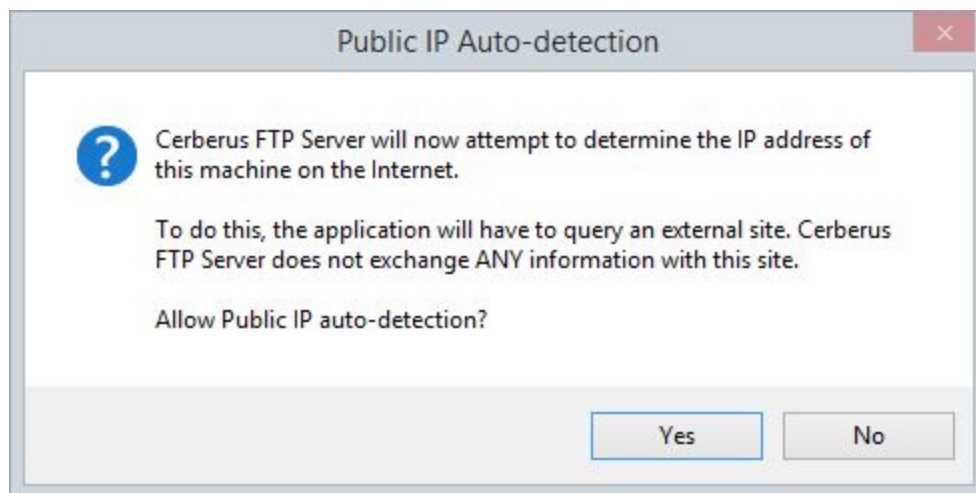 Public IP Auto-detection
Cerberus FTP Server will now attempt to determine the IP address of
this machine on the Internet.
To do this, the application will have to query an external site. Cerberus
FTP Server does not exchange ANY information with this site.
Allow Public IP auto-detection?
Yes
No